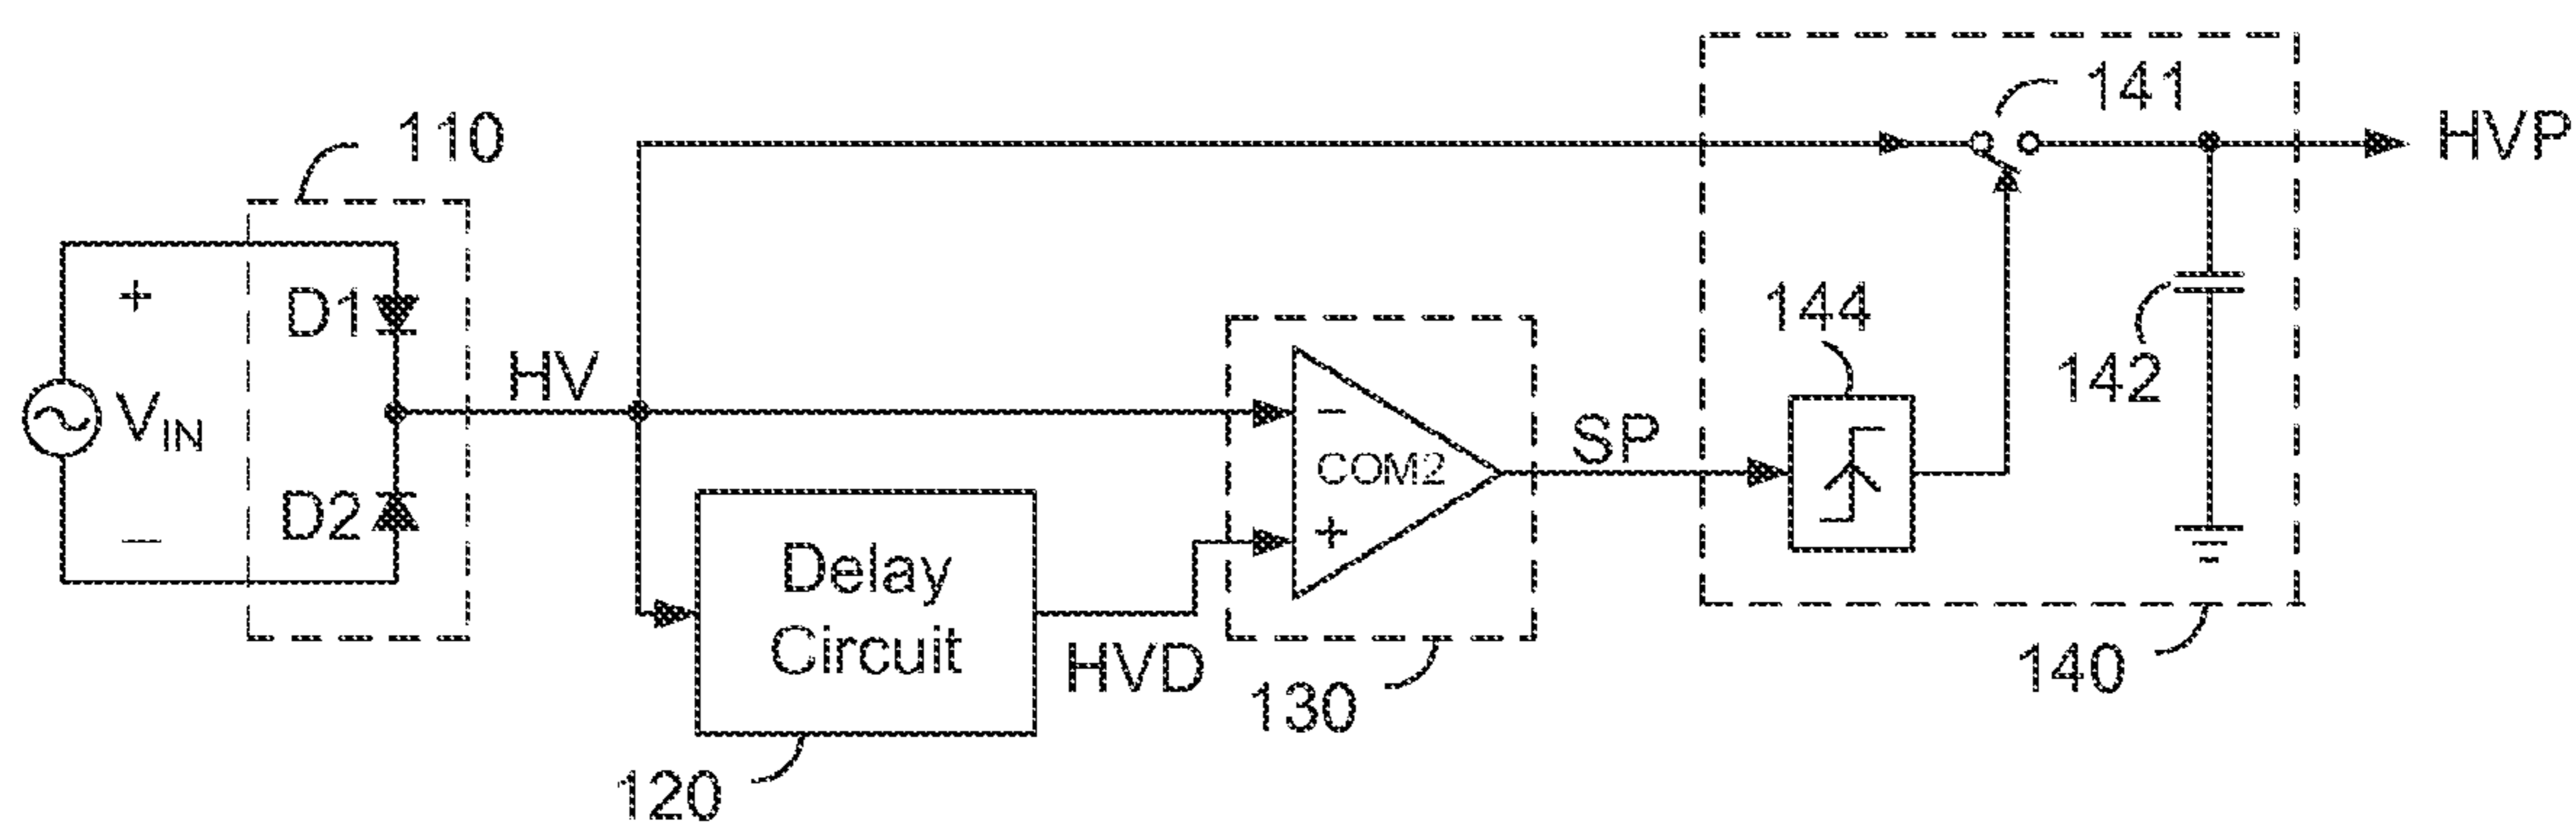 141
HVP
110
+
D1
144
HV
142
V_IN
−
COM2
SP
D2
+
−
Delay
Circuit
HVD
130
140
120